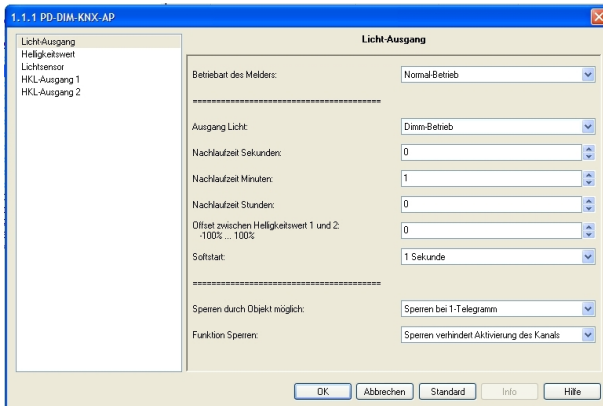 1.1.1 PD-DIM-KNX-AP
Licht-Ausgang
Helligkeitswert
Lichtsensor
HKL-Ausgang 1
HKL-Ausgang 2
Licht-Ausgang
Betriebart des Melders: Normal-Betrieb
========================================
Ausgang Licht: Dimm-Betrieb
Nachlaufzeit Sekunden: 0
Nachlaufzeit Minuten: 1
Nachlaufzeit Stunden: 0
Offset zwischen Helligkeitswert 1 und 2: 0
-100% ... 100%
Softstart: 1 Sekunde
========================================
Sperren durch Objekt möglich: Sperren bei 1-Telegramm
Funktion Sperren: Sperren verhindert Aktivierung des Kanals
OK Abbrechen Standard Info Hilfe